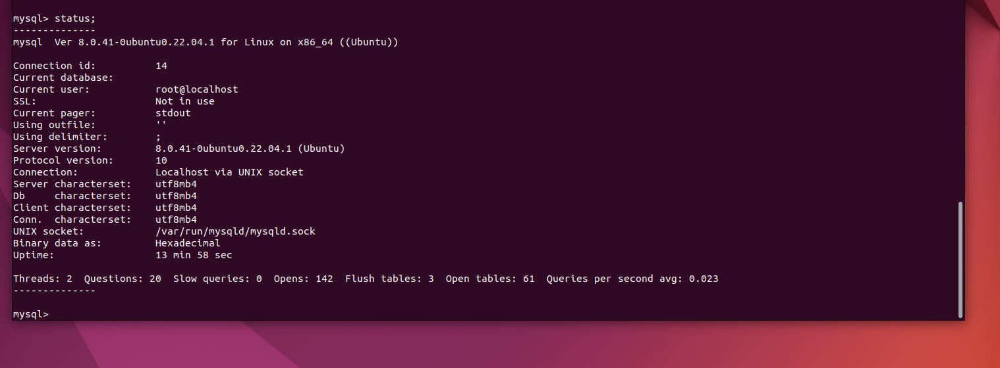 mysql> status;
--------------
mysql  Ver 8.0.41-0ubuntu0.22.04.1 for Linux on x86_64 ((Ubuntu))
Connection id:          14
Current database:
Current user:           root@localhost
SSL:                    Not in use
Current pager:          stdout
Using outfile:          ''
Using delimiter:        ;
Server version:         8.0.41-0ubuntu0.22.04.1 (Ubuntu)
Protocol version:       10
Connection:             Localhost via UNIX socket
Server characterset:    utf8mb4
Db     characterset:    utf8mb4
Client characterset:    utf8mb4
Conn.  characterset:    utf8mb4
UNIX socket:            /var/run/mysqld/mysqld.sock
Binary data as:         Hexadecimal
Uptime:                 13 min 58 sec
Threads: 2  Questions: 20  Slow queries: 0  Opens: 142  Flush tables: 3  Open tables: 61  Queries per second avg: 0.023
--------------
mysql>